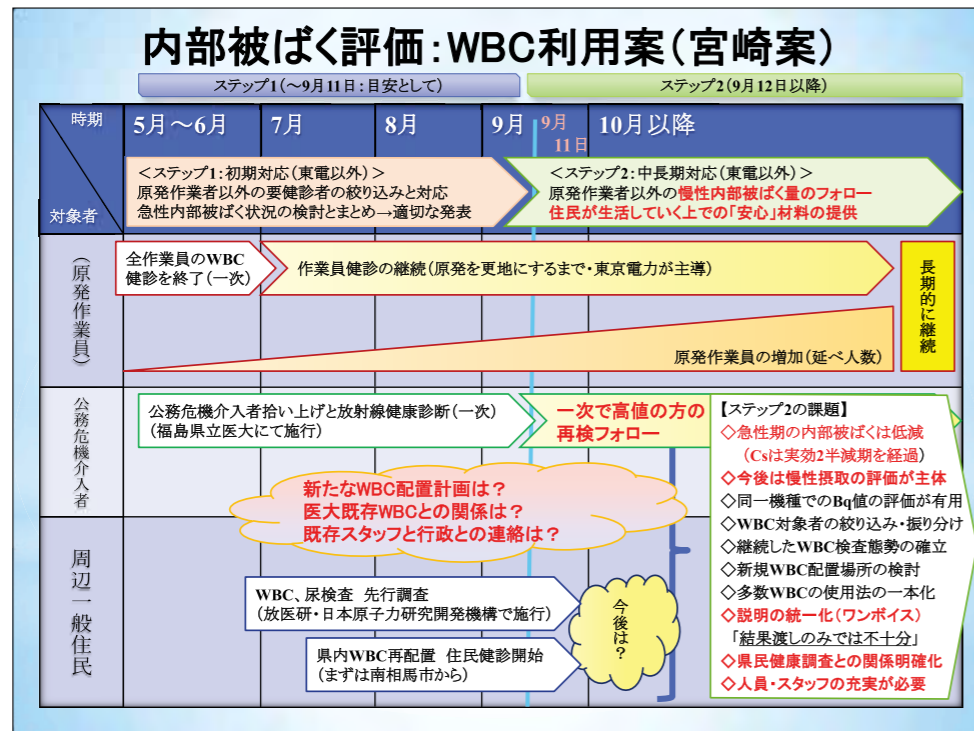 内部被ばく評価：WBC利用案（宮崎案）
ステップ1（～9月11日：目安として）
ステップ2（9月12日以降）
時期
対象者
5月～6月
7月
8月
9月
9月
11日
10月以降
＜ステップ1：初期対応（東電以外）＞
原発作業者以外の要健診者の絞り込みと対応
急性内部被ばく状況の検討とまとめ→適切な発表
＜ステップ2：中長期対応（東電以外）＞
原発作業者以外の慢性内部被ばく量のフォロー
住民が生活していく上での「安心」材料の提供
（原発作業員）
全作業員のWBC
健診を終了（一次）
作業員健診の継続（原発を更地にするまで・東京電力が主導）
原発作業員の増加（延べ人数）
長期的に継続
公務危機介入者
公務危機介入者拾い上げと放射線健康診断（一次）
（福島県立医大にて施行）
一次で高値の方の
再検フォロー
新たなWBC配置計画は？
医大既存WBCとの関係は？
既存スタッフと行政との連絡は？
周辺一般住民
WBC、尿検査 先行調査
（放医研・日本原子力研究開発機構で施行）
県内WBC再配置 住民健診開始
（まずは南相馬市から）
今後は？
【ステップ2の課題】
◇急性期の内部被ばくは低減
（Csは実効2半減期を経過）
◇今後は慢性摂取の評価が主体
◇同一機種でのBq値の評価が有用
◇WBC対象者の絞り込み・振り分け
◇継続したWBC検査態勢の確立
◇新規WBC配置場所の検討
◇多数WBCの使用法の一本化
◇説明の統一化（ワンボイス）
「結果渡しのみでは不十分」
◇県民健康調査との関係明確化
◇人員・スタッフの充実が必要